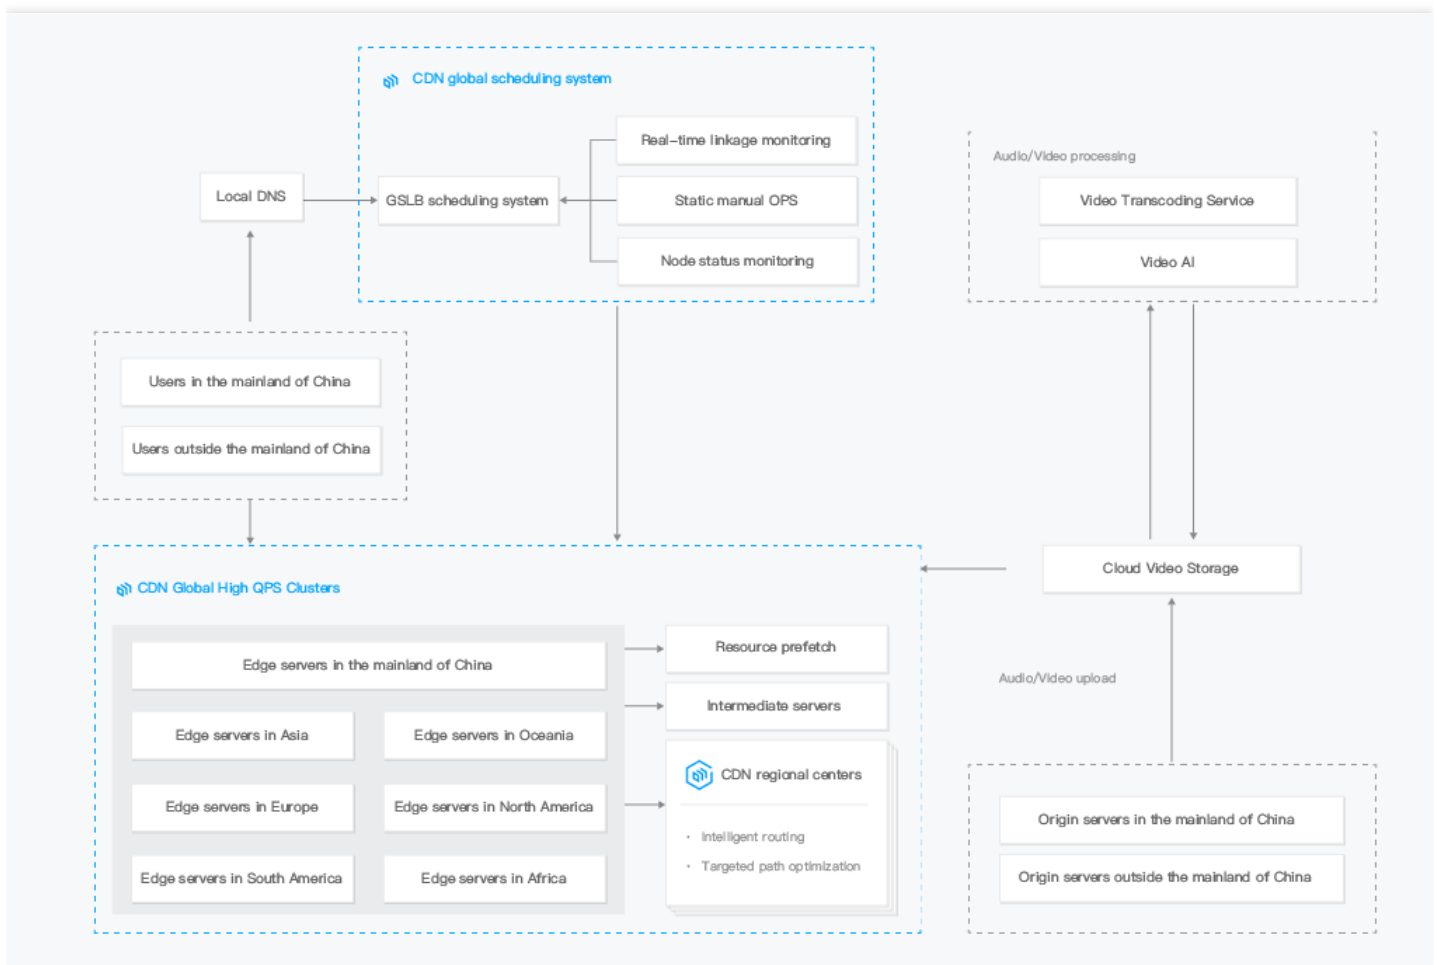 CDN global scheduling system
Real-time linkage monitoring
Local DNS
GSLB scheduling system
Static manual OPS
Node status monitoring
Audio/Video processing
Video Transcoding Service
Video AI
Users in the mainland of China
Users outside the mainland of China
CDN Global High QPS Clusters
Edge servers in the mainland of China
Edge servers in Asia
Edge servers in Oceania
Edge servers in Europe
Edge servers in North America
Edge servers in South America
Edge servers in Africa
Resource prefetch
Intermediate servers
CDN regional centers
• Intelligent routing
• Targeted path optimization
Cloud Video Storage
Audio/Video upload
Origin servers in the mainland of China
Origin servers outside the mainland of China